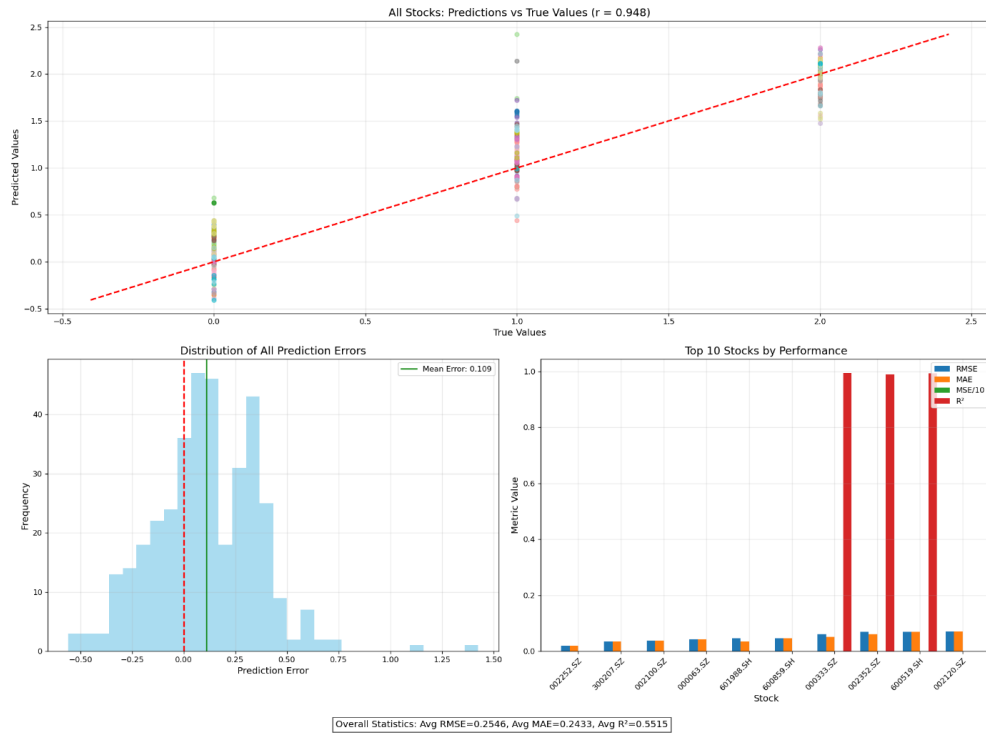 All Stocks: Predictions vs True Values (r = 0.948)
2.5
2.0
1.5
1.0
0.5
0.0
−0.5
Predicted Values
−0.5 0.0 0.5 1.0 1.5 2.0 2.5
True Values
Distribution of All Prediction Errors
Mean Error: 0.109
40
30
20
10
0
Frequency
−0.50 −0.25 0.00 0.25 0.50 0.75 1.00 1.25 1.50
Prediction Error
Top 10 Stocks by Performance
RMSE
MAE
MSE/10
R²
1.0
0.8
0.6
0.4
0.2
0.0
Metric Value
002252.SZ 300207.SZ 002100.SZ 000063.SZ 601988.SH 600859.SH 000333.SZ 002352.SZ 600519.SH 002120.SZ
Stock
Overall Statistics: Avg RMSE=0.2546, Avg MAE=0.2433, Avg R²=0.5515